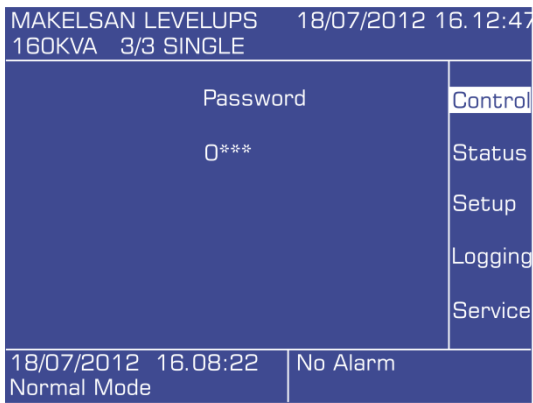 MAKELSAN LEVELUPS 18/07/2012 16.12:47
160KVA 3/3 SINGLE
Password
0***
Control
Status
Setup
Logging
Service
18/07/2012 16.08:22
Normal Mode
No Alarm